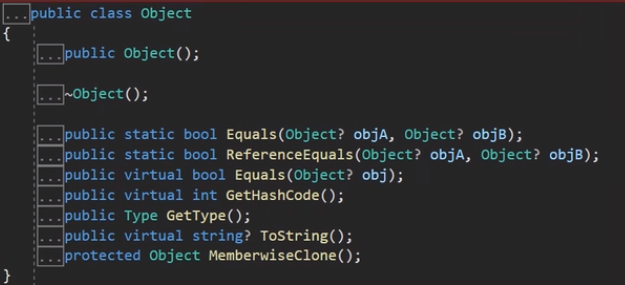 ...public class Object
{
...public Object();
...~Object();
...public static bool Equals(Object? objA, Object? objB);
...public static bool ReferenceEquals(Object? objA, Object? objB);
...public virtual bool Equals(Object? obj);
...public virtual int GetHashCode();
...public Type GetType();
...public virtual string? ToString();
...protected Object MemberwiseClone();
}